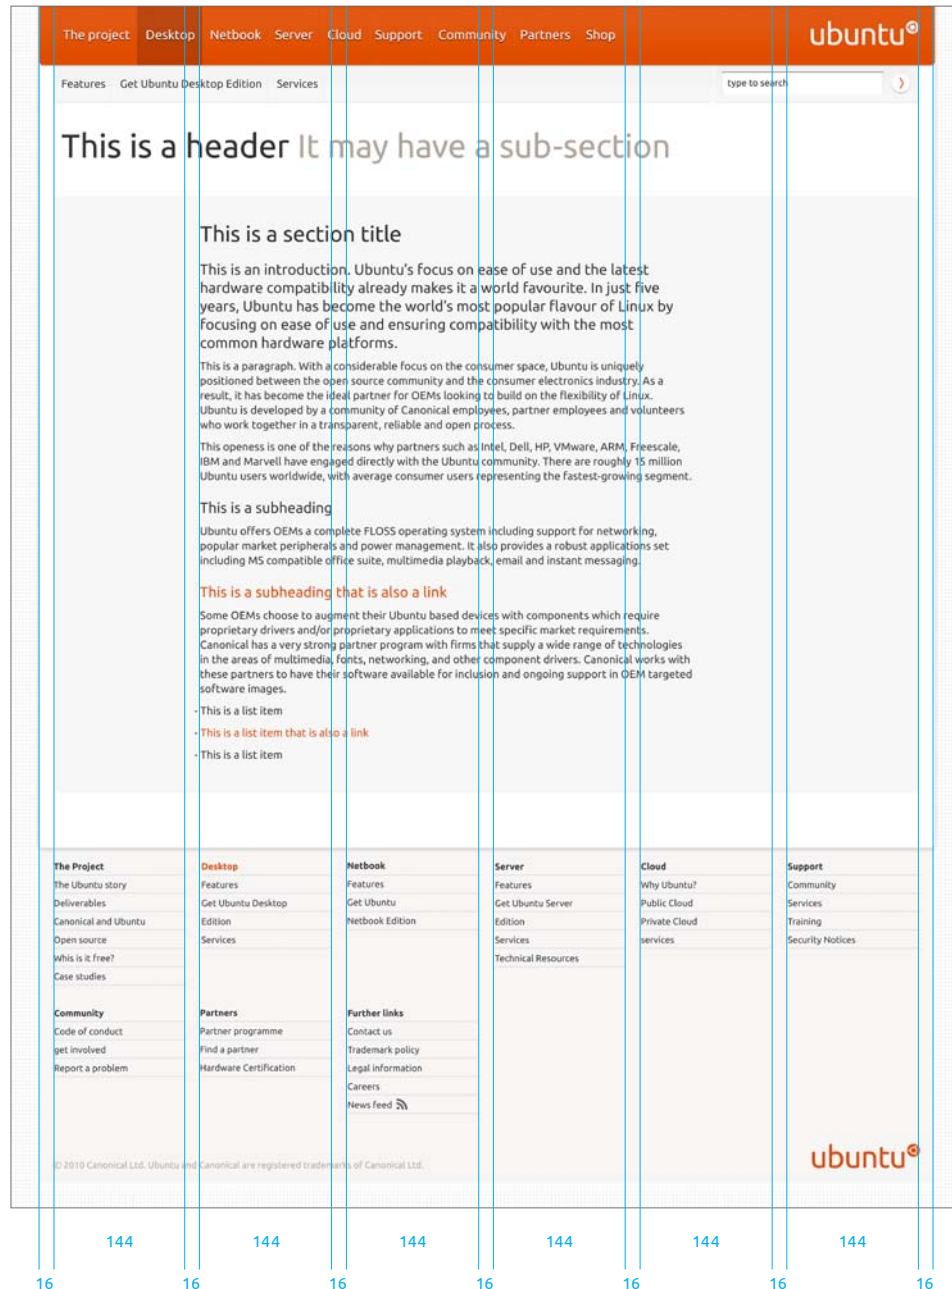 The project Desktop Netbook Server Cloud Support Community Partners Shop ubuntu
Features Get Ubuntu Desktop Edition Services type to search
This is a header It may have a sub-section
This is a section title
This is an introduction. Ubuntu's focus on ease of use and the latest
hardware compatibility already makes it a world favourite. In just five
years, Ubuntu has become the world's most popular flavour of Linux by
focusing on ease of use and ensuring compatibility with the most
common hardware platforms.
This is a paragraph. With a considerable focus on the consumer space, Ubuntu is uniquely
positioned between the open source community and the consumer electronics industry. As a
result, it has become the ideal partner for OEMs looking to build on the flexibility of Linux.
Ubuntu is developed by a community of Canonical employees, partner employees and volunteers
who work together in a transparent, reliable and open process.
This openess is one of the reasons why partners such as Intel, Dell, HP, VMware, ARM, Freescale,
IBM and Marvell have engaged directly with the Ubuntu community. There are roughly 15 million
Ubuntu users worldwide, with average consumer users representing the fastest-growing segment.
This is a subheading
Ubuntu offers OEMs a complete FLOSS operating system including support for networking,
popular market peripherals and power management. It also provides a robust applications set
including MS compatible office suite, multimedia playback, email and instant messaging.
This is a subheading that is also a link
Some OEMs choose to augment their Ubuntu based devices with components which require
proprietary drivers and/or proprietary applications to meet specific market requirements.
Canonical has a very strong partner program with firms that supply a wide range of technologies
in the areas of multimedia, fonts, networking, and other component drivers. Canonical works with
these partners to have their software available for inclusion and ongoing support in OEM targeted
software images.
- This is a list item
- This is a list item that is also a link
- This is a list item
The Project
The Ubuntu story
Deliverables
Canonical and Ubuntu
Open source
Whis is it free?
Case studies
Desktop
Features
Get Ubuntu Desktop
Edition
Services
Netbook
Features
Get Ubuntu
Netbook Edition
Server
Features
Get Ubuntu Server
Edition
Services
Technical Resources
Cloud
Why Ubuntu?
Public Cloud
Private Cloud
services
Support
Community
Services
Training
Security Notices
Community
Code of conduct
get involved
Report a problem
Partners
Partner programme
Find a partner
Hardware Certification
Further links
Contact us
Trademark policy
Legal information
Careers
News feed
© 2010 Canonical Ltd. Ubuntu and Canonical are registered trademarks of Canonical Ltd.
ubuntu
144 144 144 144 144 144
16 16 16 16 16 16 16